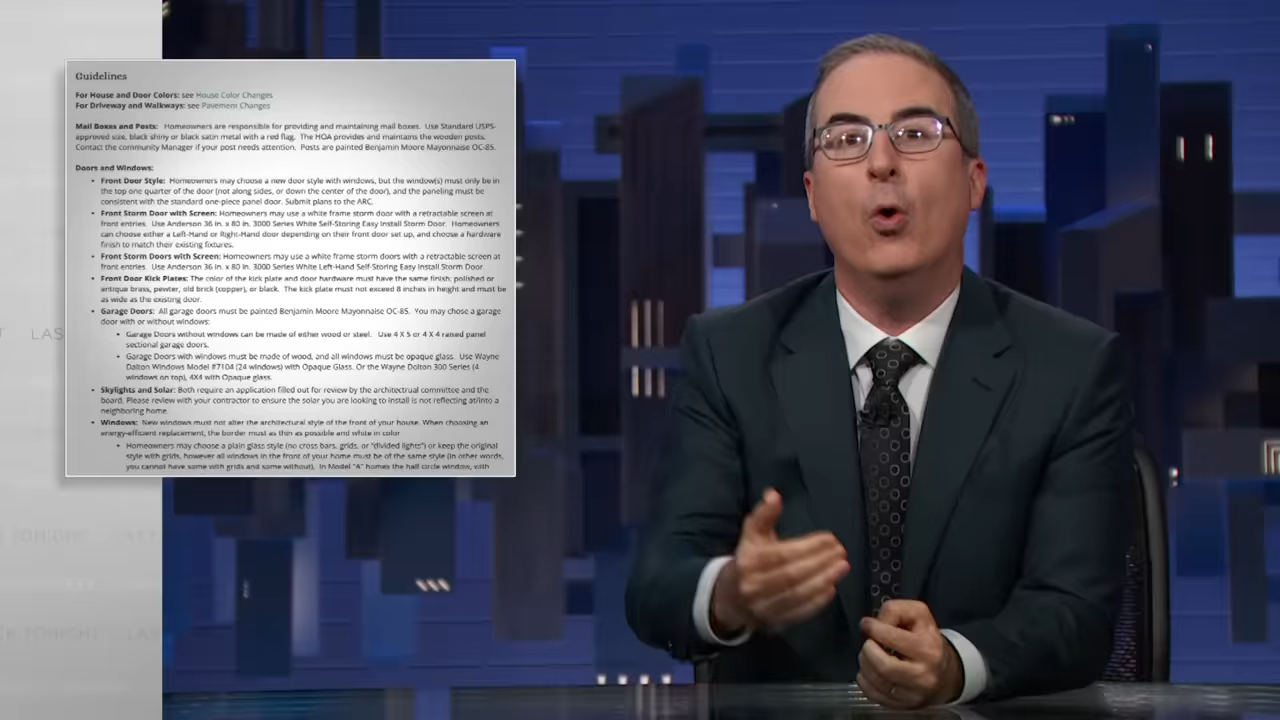 Guidelines
For House and Door Colors: see House Color Changes
For Driveway and Walkways: see Pavement Changes
Mail Boxes and Posts: Homeowners are responsible for providing and maintaining mail boxes. Use Standard USPS-
approved size, black shiny or black satin metal with a red flag. The HOA provides and maintains the wooden posts.
Contact the community Manager if your post needs attention. Posts are painted Benjamin Moore Mayonnaise OC-85.
Doors and Windows:
• Front Door Style: Homeowners may choose a new door style with windows, but the window(s) must only be in
the top one quarter of the door (not along sides, or down the center of the door), and the paneling must be
consistent with the standard one-piece panel door. Submit plans to the ARC.
• Front Storm Door with Screen: Homeowners may use a white frame storm door with a retractable screen at
front entries. Use Anderson 36 in. x 80 in. 3000 Series White Self-Storing Easy Install Storm Door. Homeowners
can choose either a Left-Hand or Right-Hand door depending on their front door set up, and choose a hardware
finish to match their existing fixtures.
• Front Storm Doors with Screen: Homeowners may use a white frame storm door with a retractable screen at
front entries. Use Anderson 36 in. x 80 in. 3000 Series White Left-Hand Self-Storing Easy Install Storm Door
• Front Door Kick Plates: The color of the kick plate and door hardware must have the same finish: polished or
antique brass, pewter, old brick (copper), or black. The kick plate must not exceed 8 inches in height and must be
as wide as the existing door.
• Garage Doors: All garage doors must be painted Benjamin Moore Mayonnaise OC-85. You may chose a garage
door with or without windows:
• Garage Doors without windows can be made of either wood or steel. Use 4 X 5 or 4 X 4 raised panel
sectional garage doors.
• Garage Doors with windows must be made of wood, and all windows must be opaque glass. Use Wayne
Dalton Windows Model #7104 (24 windows) with Opaque Glass. Or the Wayne Dolton 300 Series (4
windows on top), 4X4 with Opaque glass.
• Skylights and Solar: Both require an application filled out for review by the architectrual committee and the
board. Please review with your contractor to ensure the solar you are looking to install is not reflecting at/into a
neighboring home.
• Windows: New windows must not alter the architectural style of the front of your house. When choosing an
energy-efficient replacement, the border must as thin as possible and white in color
• Homeowners may choose a plain glass style (no cross bars, grids, or "divided lights") or keep the original
style with grids, however all windows in the front of your home must be of the same style (in other words,
you cannot have some with grids and some without). In Model "A" homes the half circle window, with
T LAS
TONIGHT LAST
K TONIGHT LAS